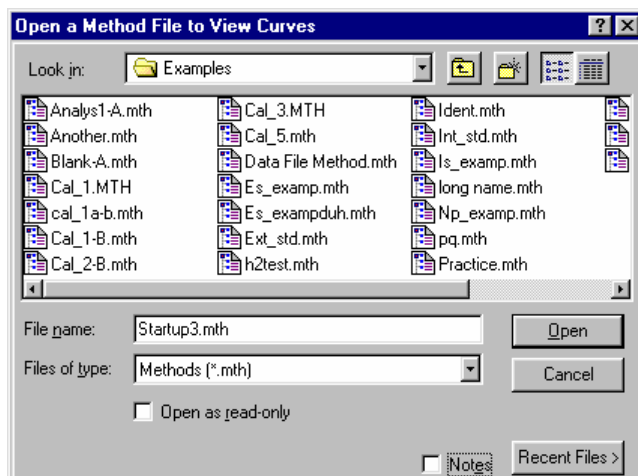 Open a Method File to View Curves
Look in: Examples
Analys1-A.mth
Another.mth
Blank-A.mth
Cal_1.MTH
cal_1a-b.mth
Cal_1-B.mth
Cal_2-B.mth
Cal_3.MTH
Cal_5.mth
Data File Method.mth
Es_examp.mth
Es_exampduh.mth
Ext_std.mth
h2test.mth
Ident.mth
Int_std.mth
Is_examp.mth
long name.mth
Np_examp.mth
pq.mth
Practice.mth
File name: Startup3.mth
Open
Files of type: Methods (*.mth)
Cancel
Open as read-only
Notes
Recent Files >